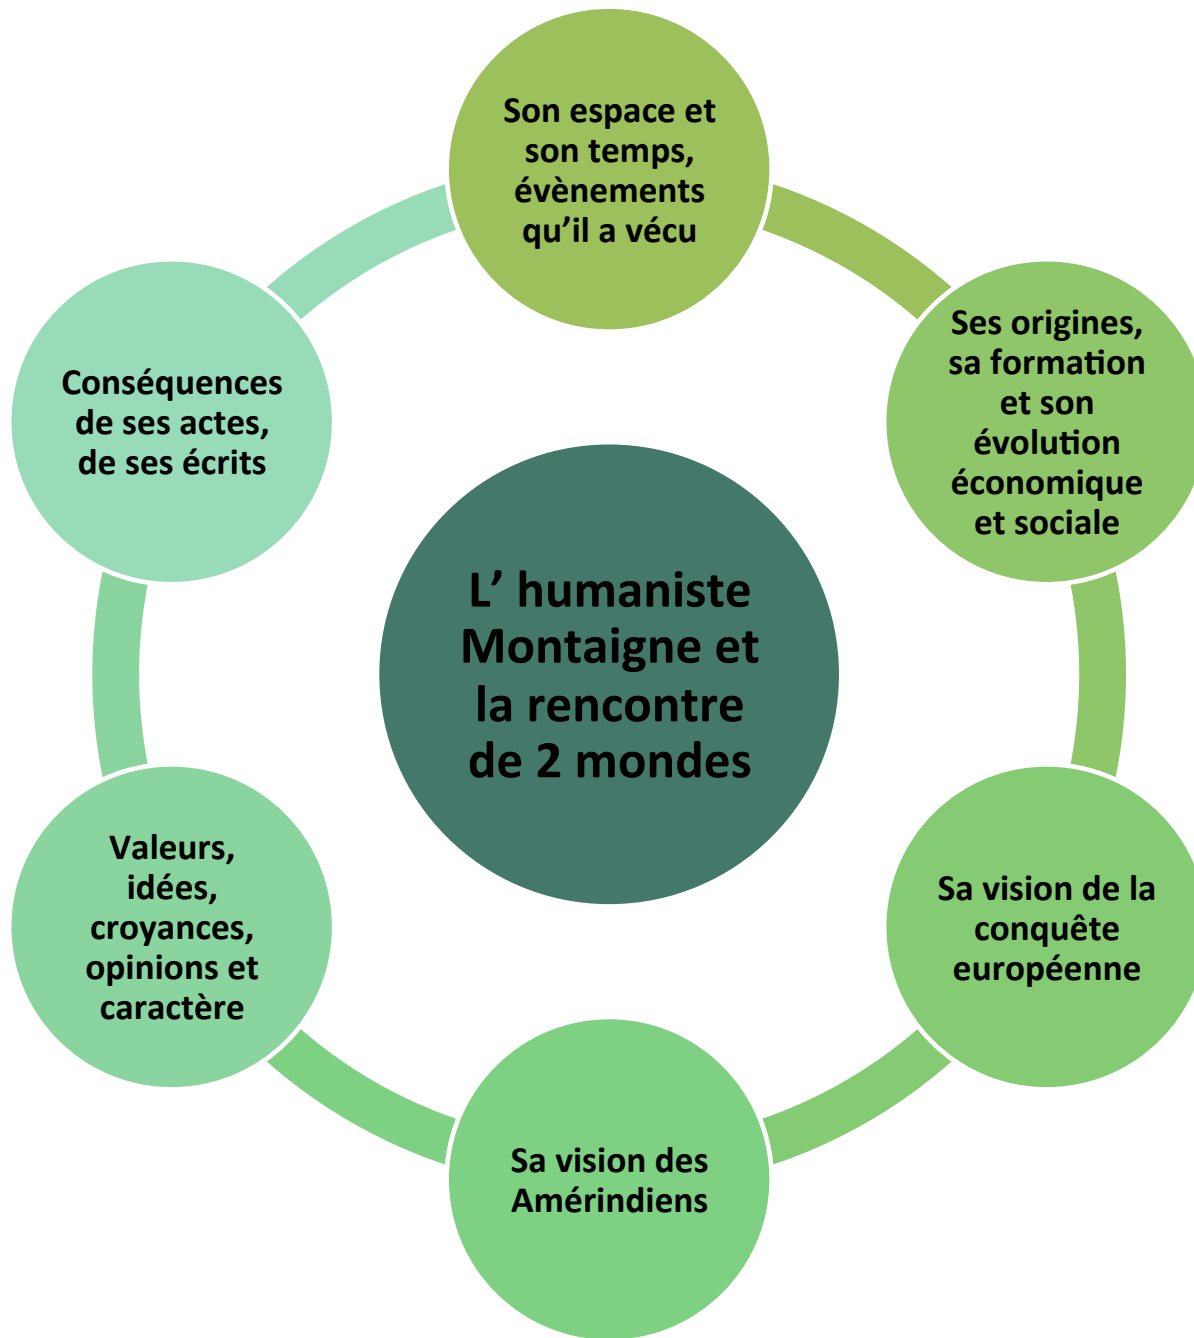 Son espace et
son temps,
évènements
qu’il a vécu
Ses origines,
sa formation
et son
évolution
économique
et sociale
Sa vision de la
conquête
européenne
Sa vision des
Amérindiens
Valeurs,
idées,
croyances,
opinions et
caractère
Conséquences
de ses actes,
de ses écrits
L’ humaniste
Montaigne et
la rencontre
de 2 mondes